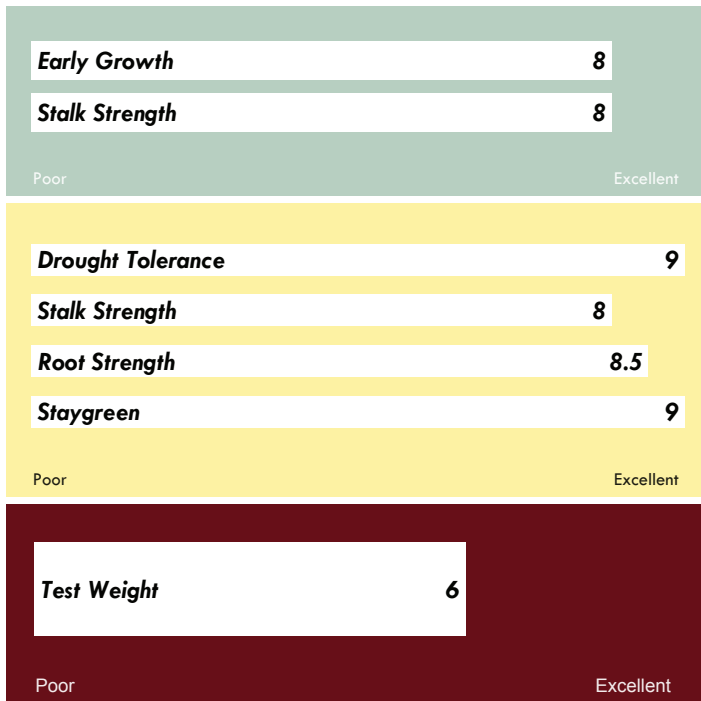 Early Growth 8
Stalk Strength 8
Poor Excellent
Drought Tolerance 9
Stalk Strength 8
Root Strength 8.5
Staygreen 9
Poor Excellent
Test Weight 6
Poor Excellent